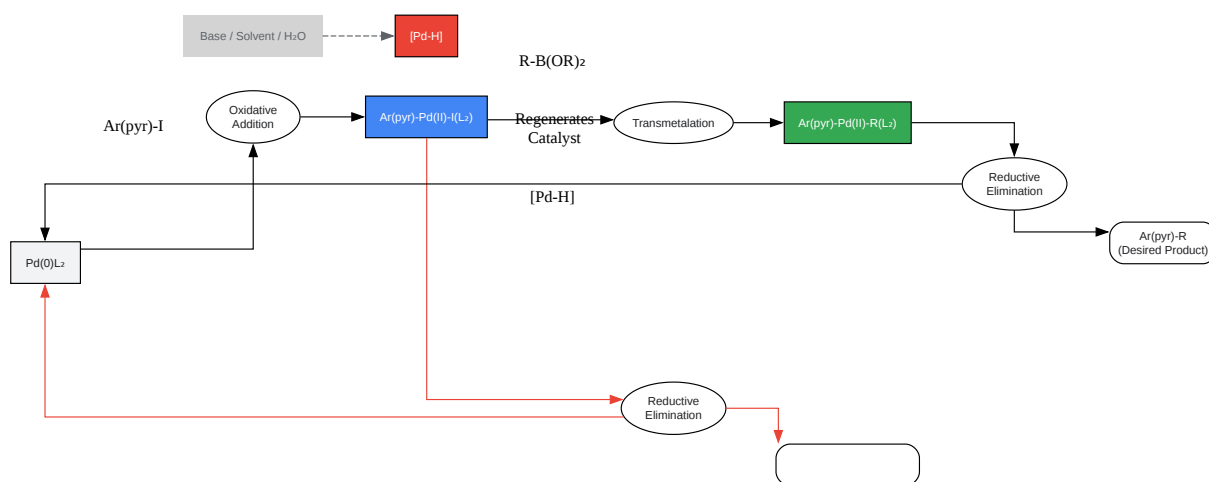 Base / Solvent / H₂O
[Pd-H]
R-B(OR)₂
Ar(pyr)-I
Oxidative
Addition
Ar(pyr)-Pd(II)-I(L₂)
Regenerates
Catalyst
Transmetalation
Ar(pyr)-Pd(II)-R(L₂)
Reductive
Elimination
[Pd-H]
Ar(pyr)-R
(Desired Product)
Pd(0)L₂
Reductive
Elimination